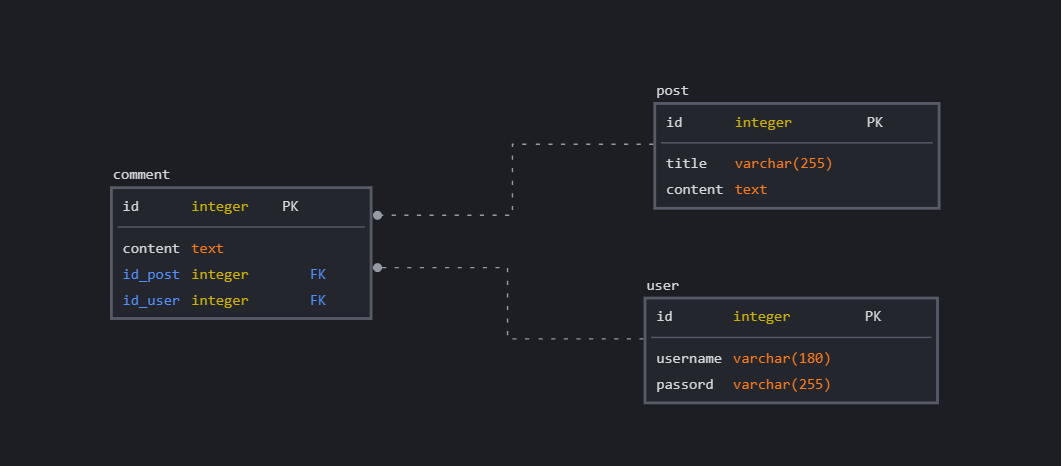 comment
id integer PK
content text
id_post integer FK
id_user integer FK
post
id integer PK
title varchar(255)
content text
user
id integer PK
username varchar(180)
passord varchar(255)